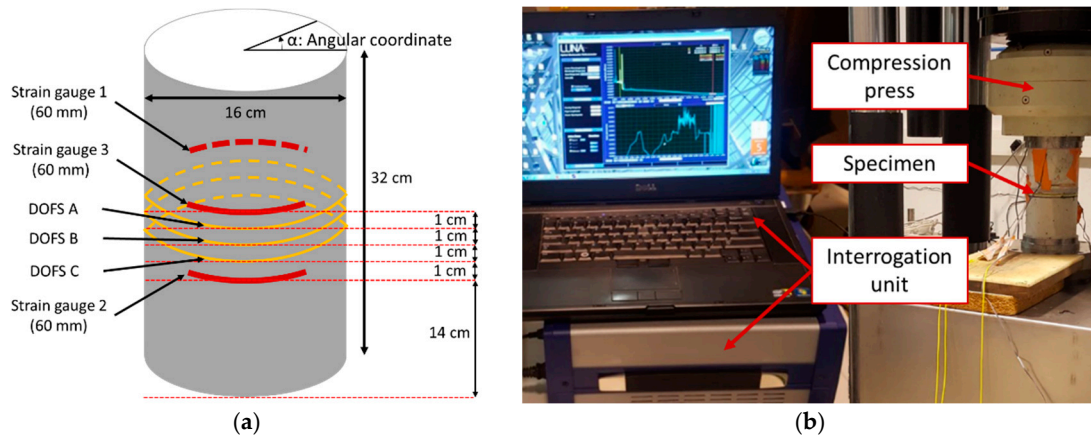 α: Angular coordinate
Strain gauge 1
(60 mm)
16 cm
Strain gauge 3
(60 mm)
32 cm
DOFS A
1 cm
DOFS B
1 cm
1 cm
DOFS C
1 cm
Strain gauge 2
(60 mm)
14 cm
(a)
LUNA
DELL
Compression
press
Specimen
Interrogation
unit
(b)